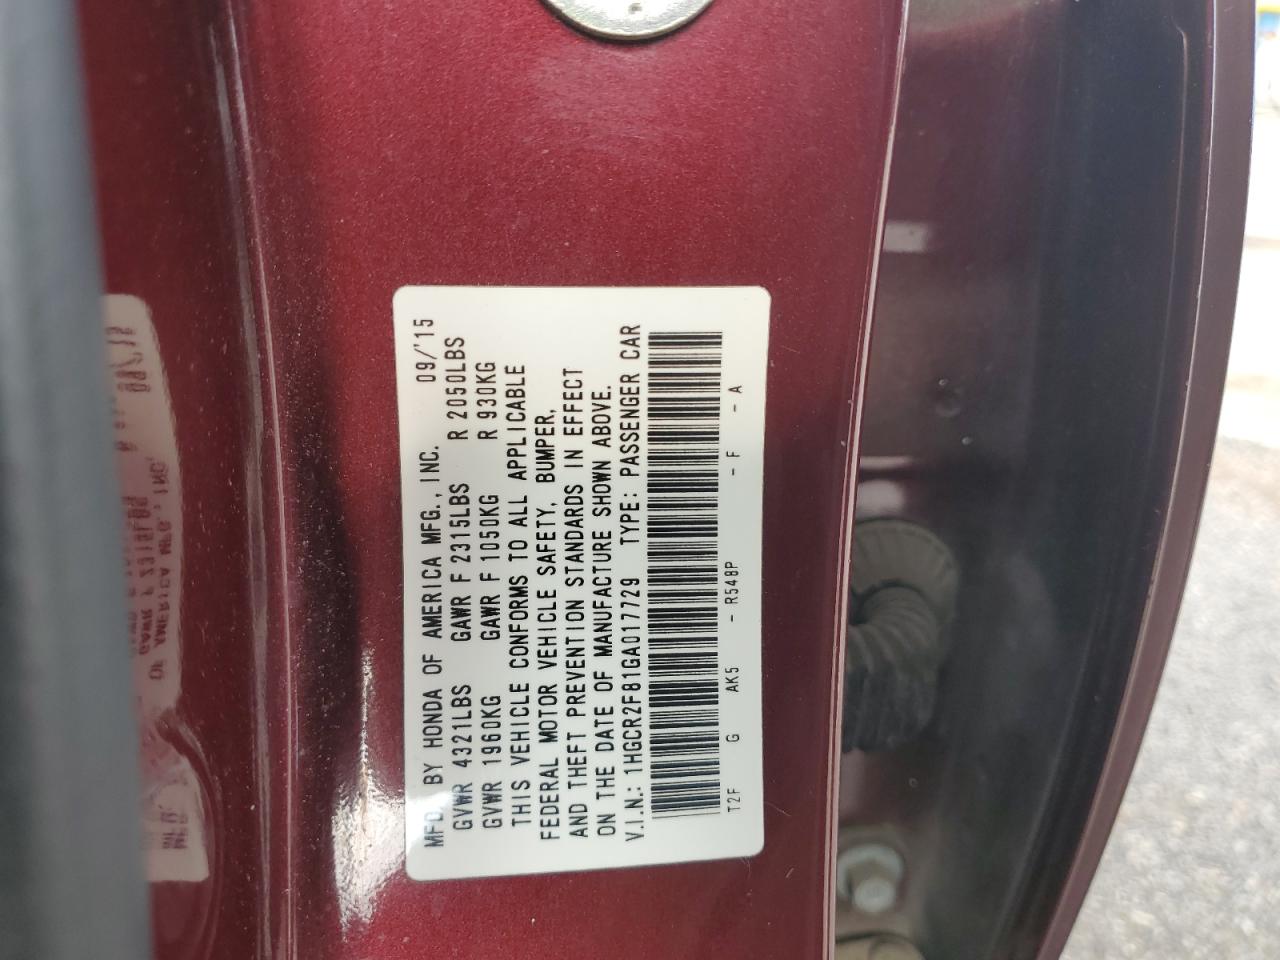 MFD. BY HONDA OF AMERICA MFG., INC. 09/'15
GVWR 4321LBS GAWR F 2315LBS R 2050LBS
GVWR 1960KG GAWR F 1050KG R 930KG
THIS VEHICLE CONFORMS TO ALL APPLICABLE
FEDERAL MOTOR VEHICLE SAFETY, BUMPER,
AND THEFT PREVENTION STANDARDS IN EFFECT
ON THE DATE OF MANUFACTURE SHOWN ABOVE.
V.I.N.: 1HGCR2F81GA017729 TYPE: PASSENGER CAR
T2F G AK5 - R548P - F - A